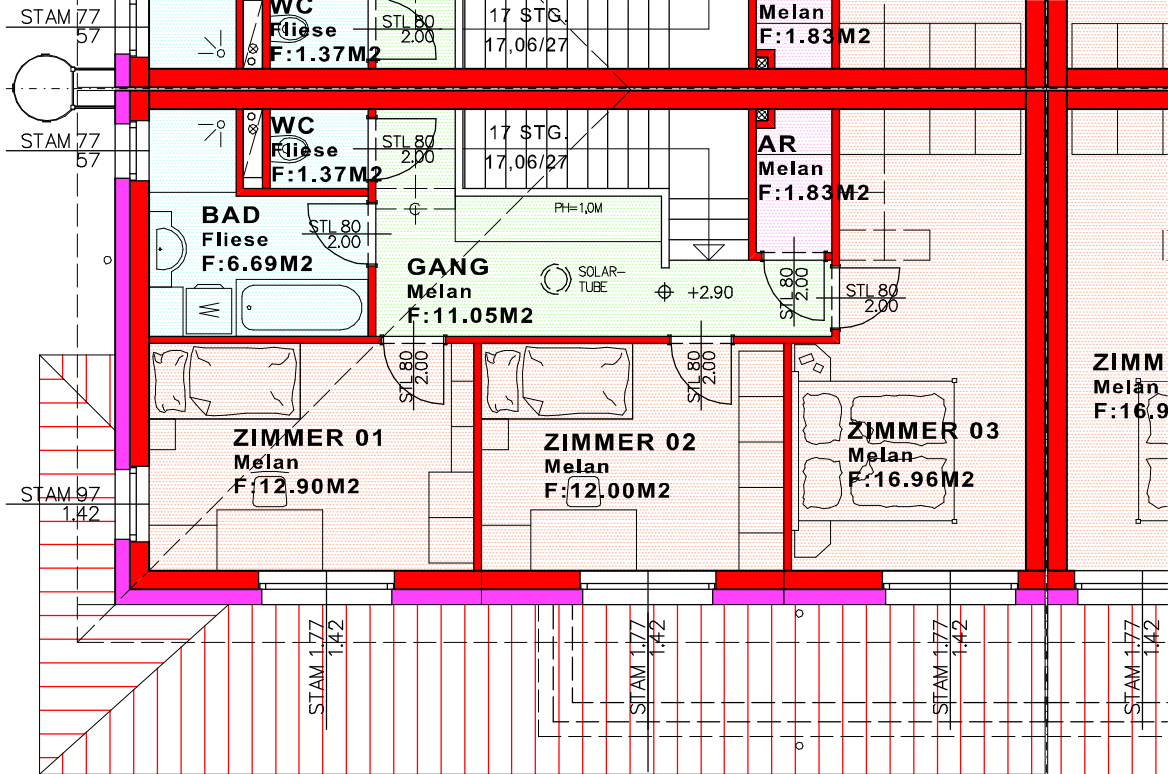 STAM 77
57
WC
Fliese
F:1.37M2
STL 80
2.00
17 STG.
17,06/27
Melan
F:1.83M2
STAM 77
57
WC
Fliese
F:1.37M2
STL 80
2.00
17 STG.
17,06/27
AR
Melan
F:1.83M2
BAD
Fliese
F:6.69M2
STL 80
2.00
PH=1,0M
GANG
Melan
F:11.05M2
SOLAR-
TUBE
+2.90
STL 80
2.00
STL 80
2.00
STL 80
2.00
STL 80
2.00
ZIMM
Melan
F:16.9
ZIMMER 01
Melan
F:12.90M2
ZIMMER 02
Melan
F:12.00M2
ZIMMER 03
Melan
F:16.96M2
STAM 97
1.42
STAM 1.77
1.42
STAM 1.77
1.42
STAM 1.77
1.42
STAM 1.77
1.42